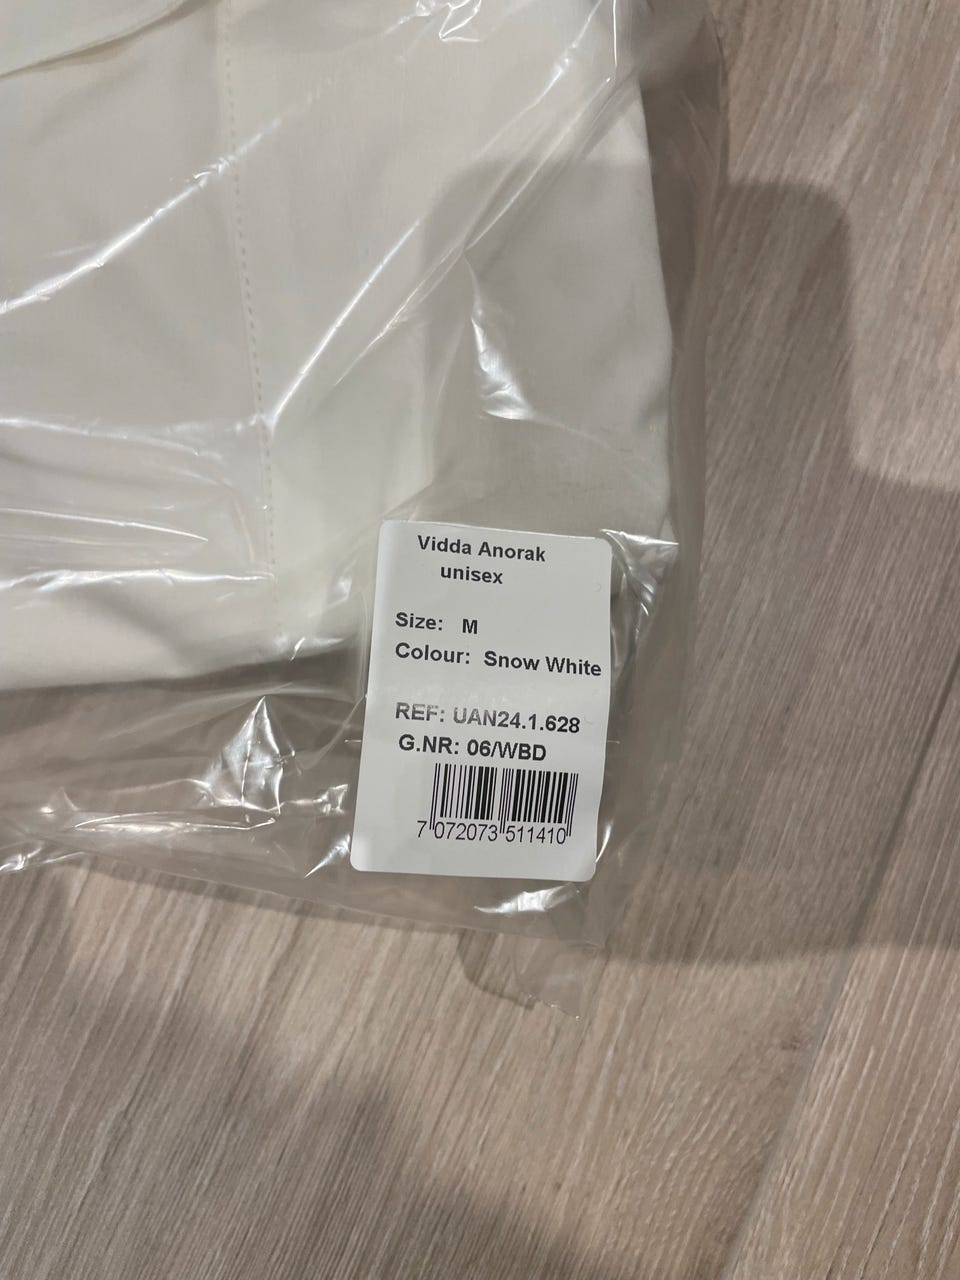 Vidda Anorak
unisex
Size: M
Colour: Snow White
REF: UAN24.1.628
G.NR: 06/WBD
7 072073 511410